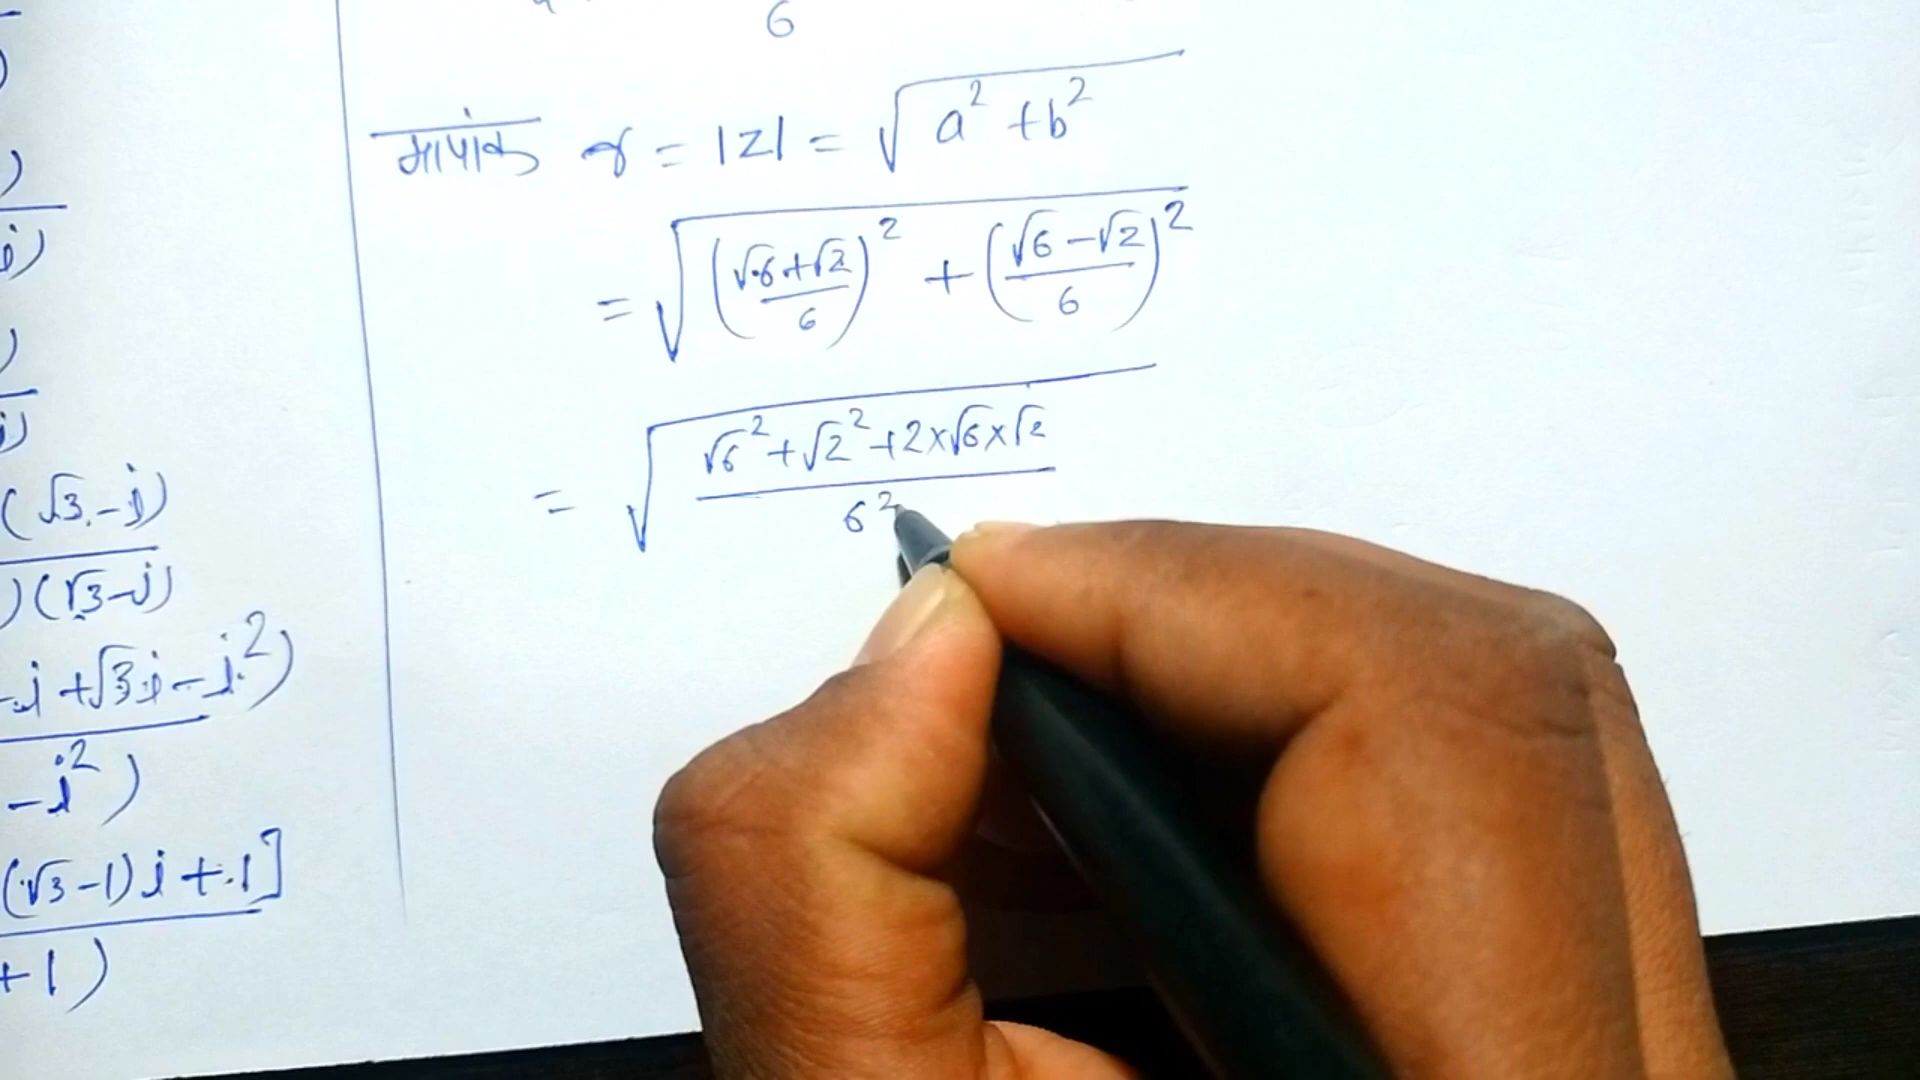 )
)
i)
)
i)
(√3-i)
)(√3-i)
-i+√3i-i²)
-i²)
(√3-1)i+1]
+1)
6
मापांक r = |z| = √a²+b²
= √((√6+√2)/6)² + ((√6-√2)/6)²
= √(√6²+√2²+2×√6×√2)/6²